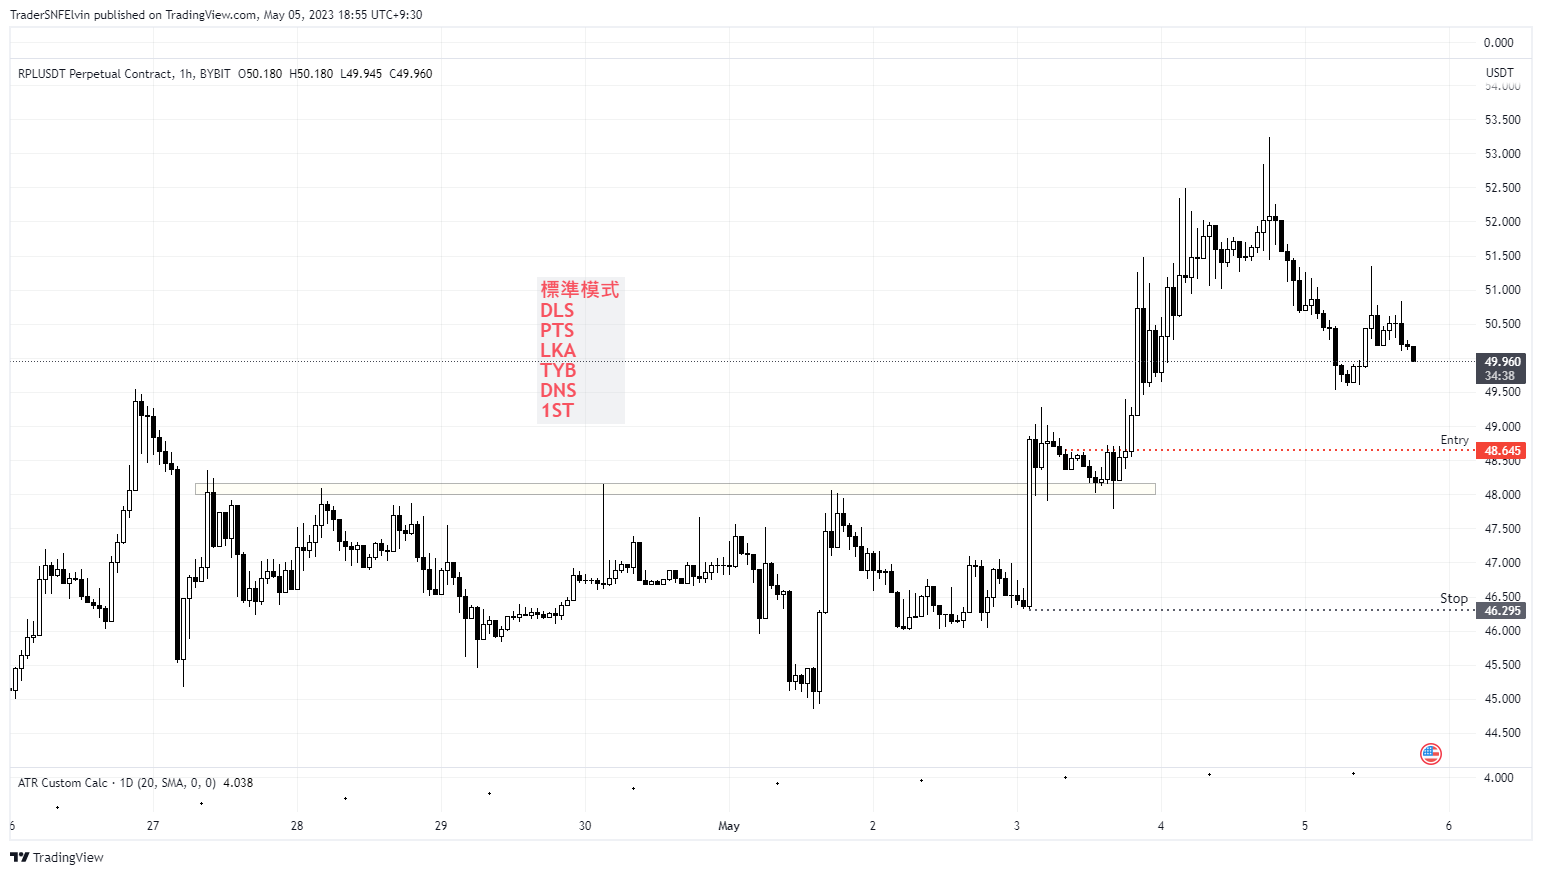 TraderSNFElvin published on TradingView.com, May 05, 2023 18:55 UTC+9:30
0.000
RPLUSDT Perpetual Contract, 1h, BYBIT O50.180 H50.180 L49.945 C49.960
USDT
54.000
53.500
53.000
52.500
52.000
51.500
51.000
標準模式
DLS
50.500
PTS
LKA
49.960
TYB
34:38
DNS
49.500
1ST
49.000
Entry
48.645
48.500
48.000
47.500
47.000
46.500
Stop
46.295
46.000
45.500
45.000
44.500
4.000
ATR Custom Calc · 1D (20, SMA, 0, 0) 4.038
6 27 28 29 30 May 2 3 4 5 6
TradingView